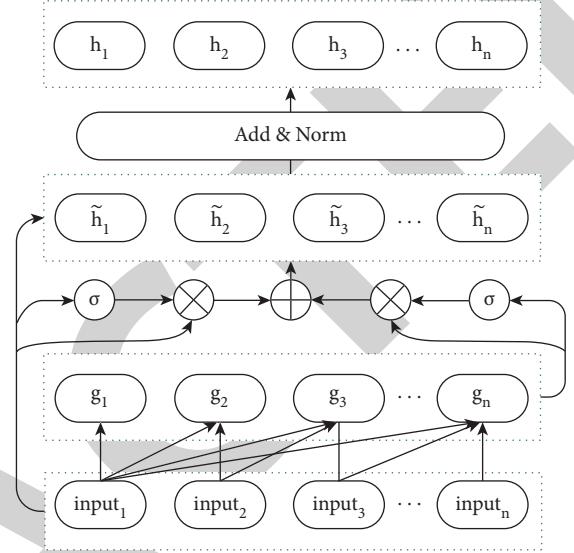 h₁ h₂ h₃ ... hₙ
Add & Norm
h̃₁ h̃₂ h̃₃ ... h̃ₙ
σ σ
g₁ g₂ g₃ ... gₙ
input₁ input₂ input₃ ... inputₙ